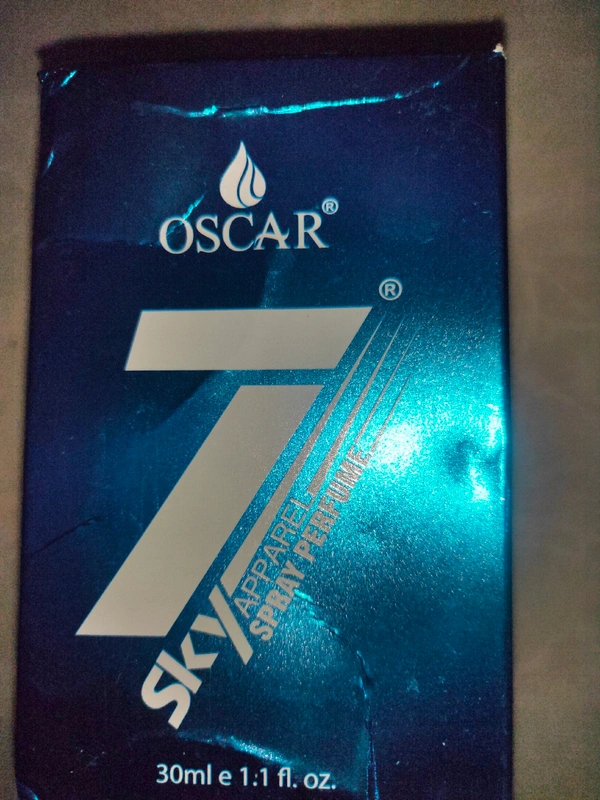 OSCAR®
7®
SKY
APPAREL
SPRAY PERFUME
30ml e 1:1 fl. oz.